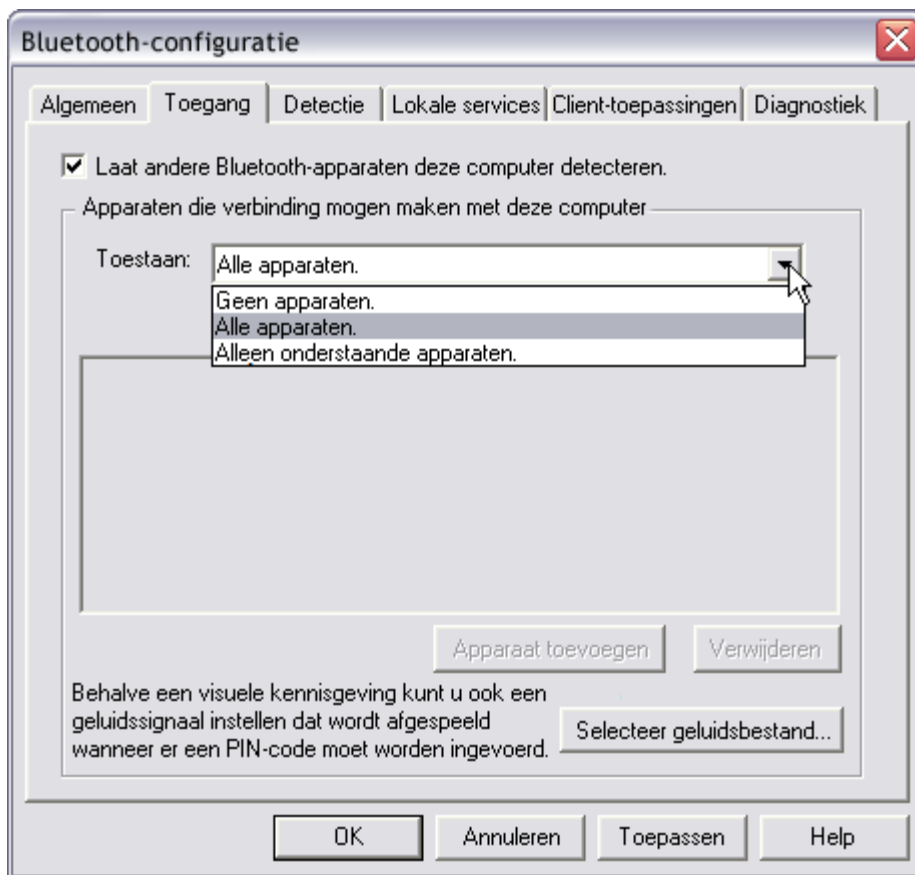 Bluetooth-configuratie
Algemeen Toegang Detectie Lokale services Client-toepassingen Diagnostiek
Laat andere Bluetooth-apparaten deze computer detecteren.
Apparaten die verbinding mogen maken met deze computer
Toestaan: Alle apparaten.
Geen apparaten.
Alle apparaten.
Alleen onderstaande apparaten.
Apparaat toevoegen Verwijderen
Behalve een visuele kennisgeving kunt u ook een
geluidssignaal instellen dat wordt afgespeeld
wanneer er een PIN-code moet worden ingevoerd.
Selecteer geluidsbestand...
OK Annuleren Toepassen Help